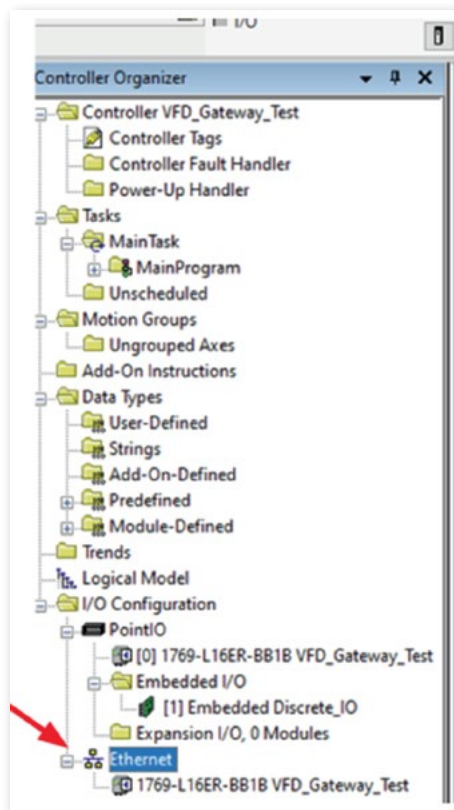 I/O
Controller Organizer
Controller VFD_Gateway_Test
Controller Tags
Controller Fault Handler
Power-Up Handler
Tasks
MainTask
MainProgram
Unscheduled
Motion Groups
Ungrouped Axes
Add-On Instructions
Data Types
User-Defined
Strings
Add-On-Defined
Predefined
Module-Defined
Trends
Logical Model
I/O Configuration
PointIO
[0] 1769-L16ER-BB1B VFD_Gateway_Test
Embedded I/O
[1] Embedded Discrete_IO
Expansion I/O, 0 Modules
Ethernet
1769-L16ER-BB1B VFD_Gateway_Test